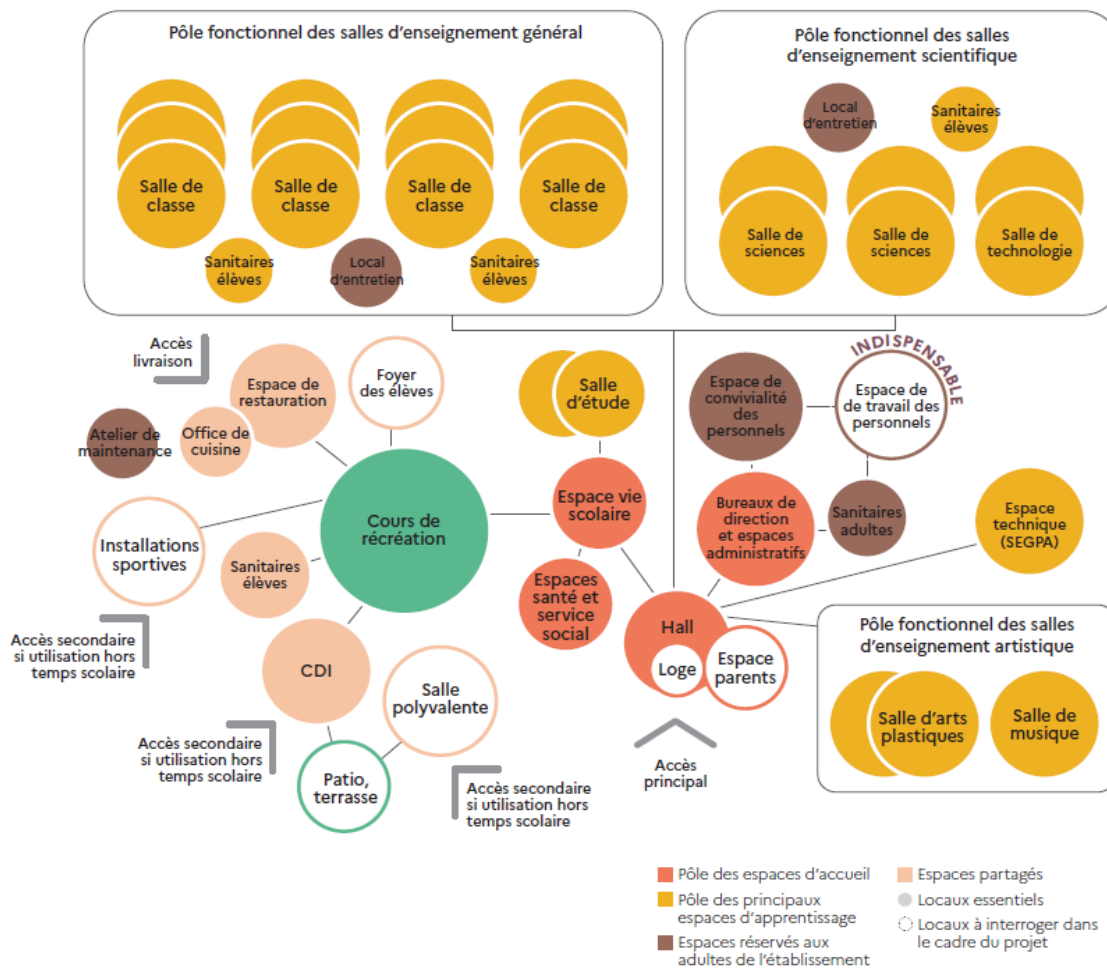 Pôle fonctionnel des salles d'enseignement général
Salle de
classe
Salle de
classe
Salle de
classe
Salle de
classe
Sanitaires
élèves
Local
d'entretien
Sanitaires
élèves
Pôle fonctionnel des salles
d'enseignement scientifique
Local
d'entretien
Sanitaires
élèves
Salle de
sciences
Salle de
sciences
Salle de
technologie
Accès
livraison
Espace de
restauration
Foyer
des élèves
Atelier de
maintenance
Office de
cuisine
Salle
d'étude
Espace de
convivialité
des
personnels
INDISPENSABLE
Espace de
de travail des
personnels
Cours de
récréation
Espace vie
scolaire
Bureaux de
direction
et espaces
administratifs
Sanitaires
adultes
Espace
technique
(SEGPA)
Installations
sportives
Sanitaires
élèves
Espaces
santé et
service
social
Accès secondaire
si utilisation hors
temps scolaire
CDI
Salle
polyvalente
Hall
Loge
Espace
parents
Pôle fonctionnel des salles
d'enseignement artistique
Salle d'arts
plastiques
Salle de
musique
Accès secondaire
si utilisation hors
temps scolaire
Patio,
terrasse
Accès secondaire
si utilisation hors
temps scolaire
Accès
principal
Pôle des espaces d'accueil
Pôle des principaux
espaces d'apprentissage
Espaces réservés aux
adultes de l'établissement
Espaces partagés
Locaux essentiels
Locaux à interroger dans
le cadre du projet